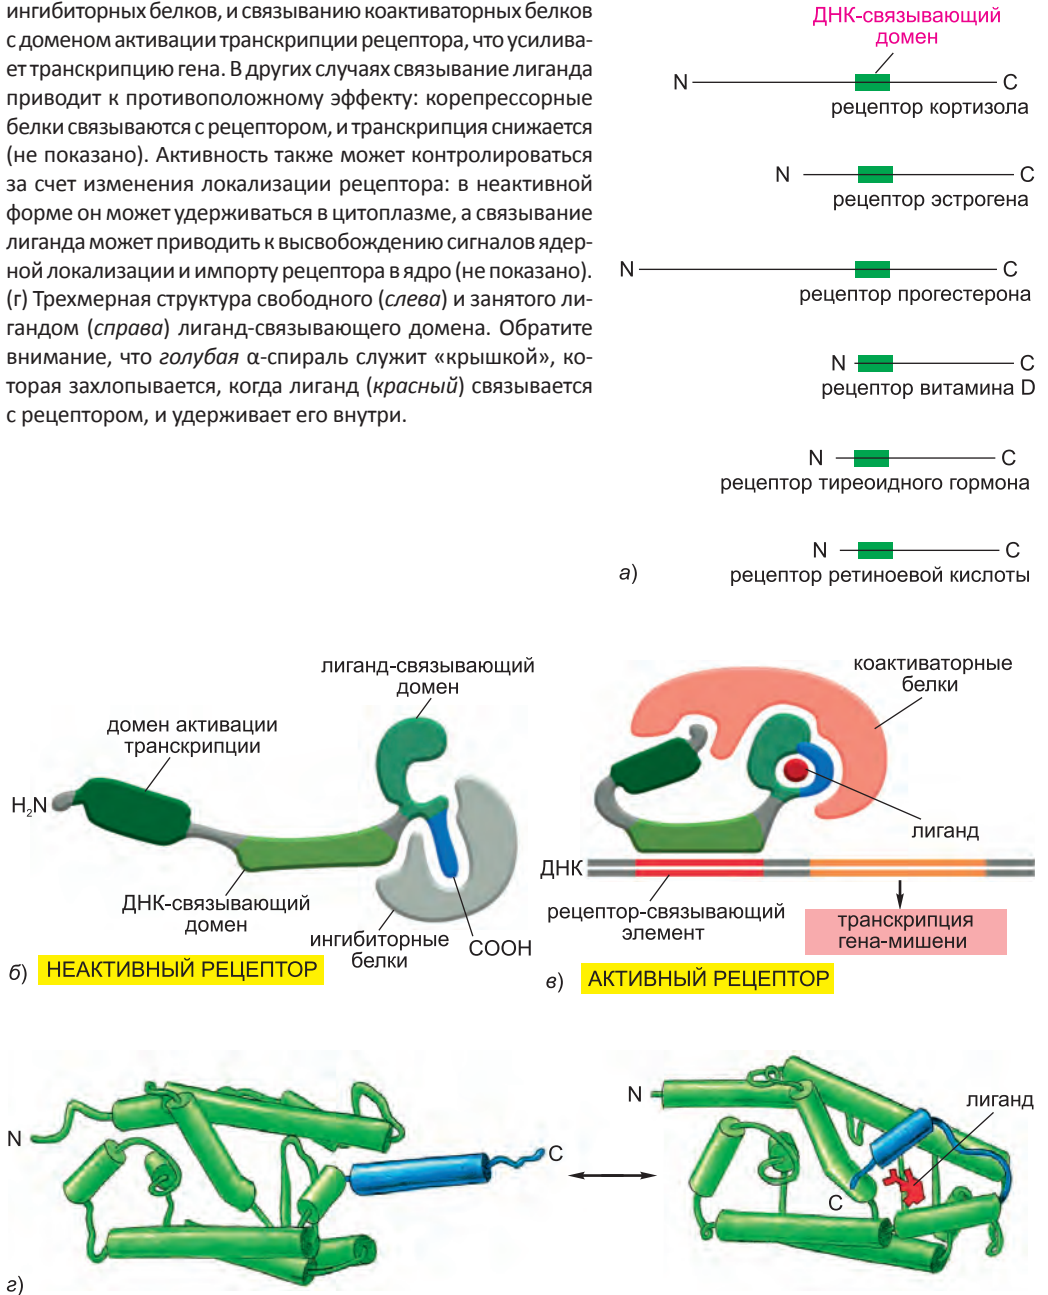 ингибиторных белков, и связыванию коактиваторных белков
с доменом активации транскрипции рецептора, что усилива-
ет транскрипцию гена. В других случаях связывание лиганда
приводит к противоположному эффекту: корепрессорные
белки связываются с рецептором, и транскрипция снижается
(не показано). Активность также может контролироваться
за счет изменения локализации рецептора: в неактивной
форме он может удерживаться в цитоплазме, а связывание
лиганда может приводить к высвобождению сигналов ядер-
ной локализации и импорту рецептора в ядро (не показано).
(г) Трехмерная структура свободного (слева) и занятого ли-
гандом (справа) лиганд-связывающего домена. Обратите
внимание, что голубая α-спираль служит «крышкой», ко-
торая захлопывается, когда лиганд (красный) связывается
с рецептором, и удерживает его внутри.
ДНК-связывающий
домен
N C
рецептор кортизола
N C
рецептор эстрогена
N C
рецептор прогестерона
N C
рецептор витамина D
N C
рецептор тиреоидного гормона
N C
а) рецептор ретиноевой кислоты
лиганд-связывающий
домен
домен активации
транскрипции
H₂N
ДНК-связывающий
домен
ингибиторные
белки
COOH
б) НЕАКТИВНЫЙ РЕЦЕПТОР
коактиваторные
белки
лиганд
ДНК
рецептор-связывающий
элемент
транскрипция
гена-мишени
в) АКТИВНЫЙ РЕЦЕПТОР
N
C
N
лиганд
C
г)